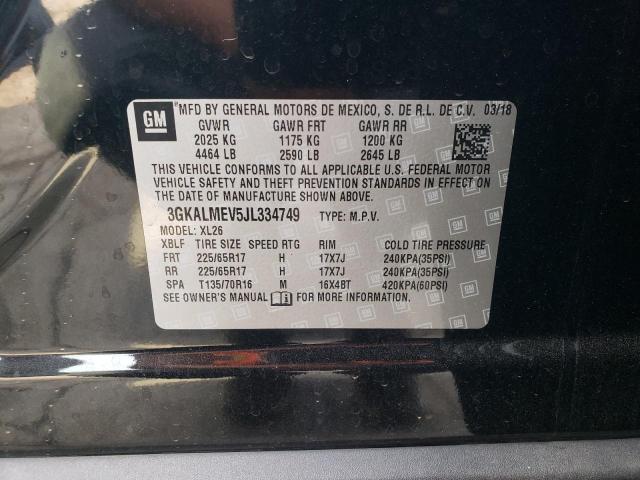 GM
MFD BY GENERAL MOTORS DE MEXICO, S. DE R.L. DE C.V. 03/18
GVWR GAWR FRT GAWR RR
2025 KG 1175 KG 1200 KG
4464 LB 2590 LB 2645 LB
THIS VEHICLE CONFORMS TO ALL APPLICABLE U.S. FEDERAL MOTOR
VEHICLE SAFETY AND THEFT PREVENTION STANDARDS IN EFFECT ON
THE DATE OF MANUFACTURE SHOWN ABOVE.
3GKALMEV5JL334749 TYPE: M.P.V.
MODEL: XL26
XBLF TIRE SIZE SPEED RTG RIM COLD TIRE PRESSURE
FRT 225/65R17 H 17X7J 240KPA(35PSI)
RR 225/65R17 H 17X7J 240KPA(35PSI)
SPA T135/70R16 M 16X4BT 420KPA(60PSI)
SEE OWNER'S MANUAL FOR ADDITIONAL INFORMATION.